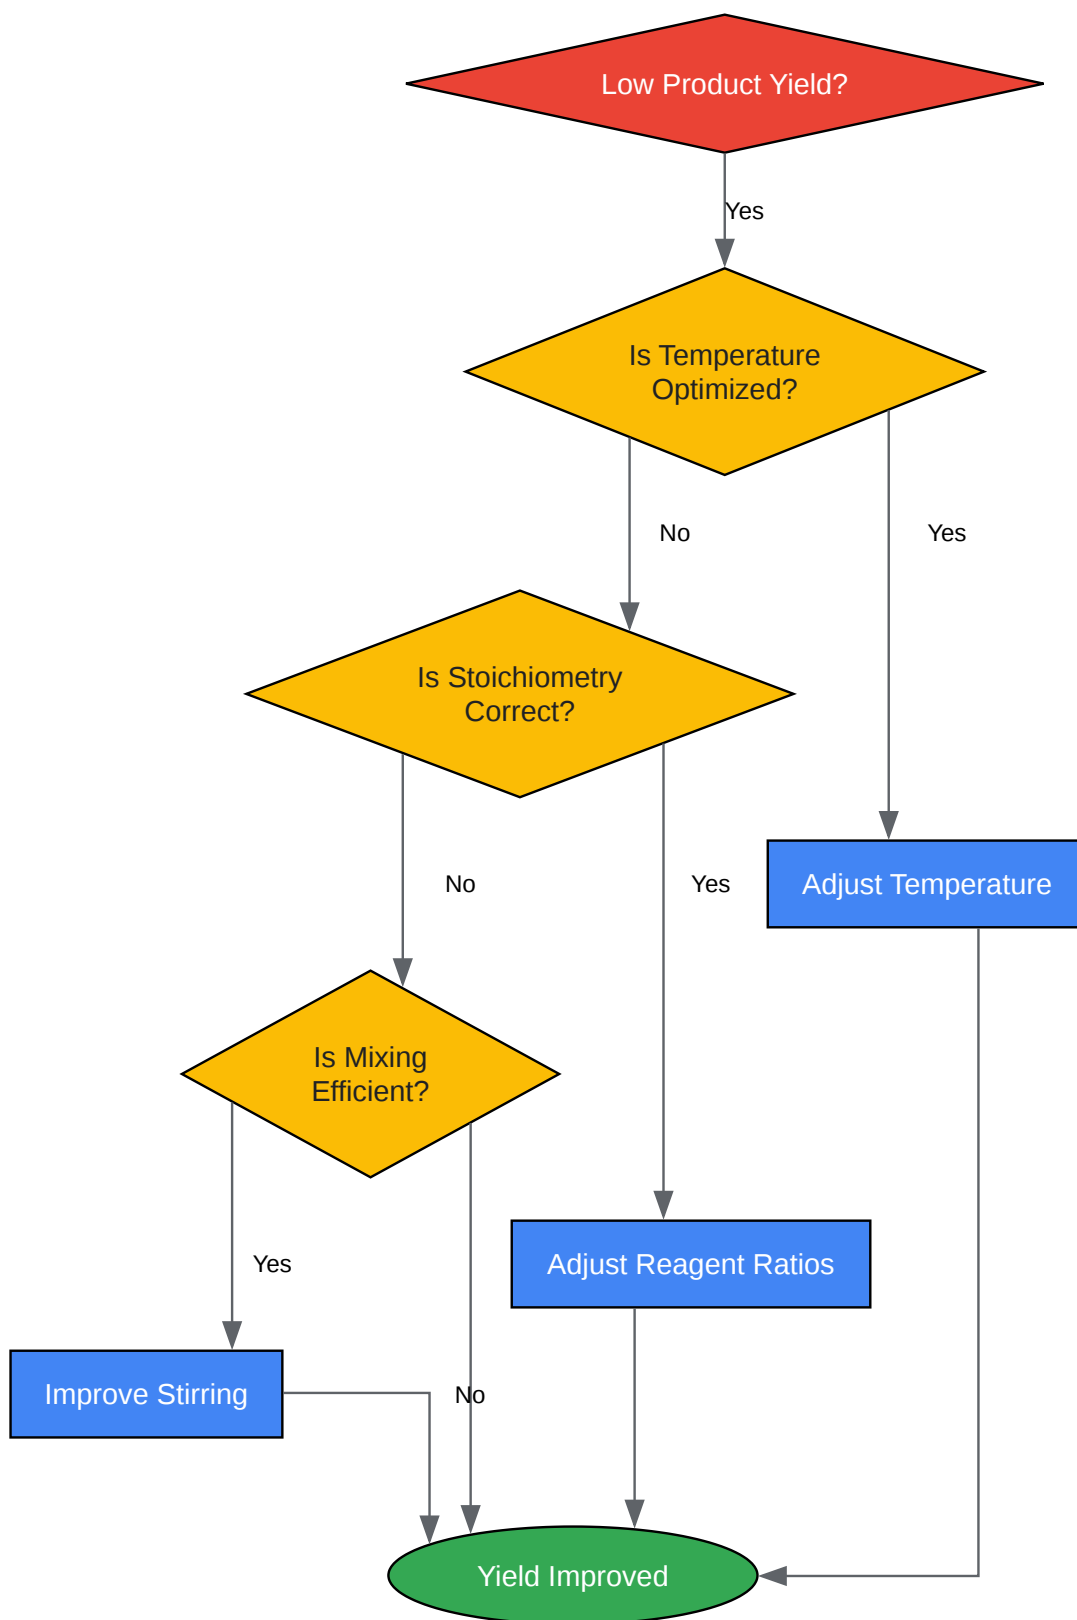 Low Product Yield?
Yes
Is Temperature
Optimized?
No
Yes
Is Stoichiometry
Correct?
No
Yes
Adjust Temperature
Is Mixing
Efficient?
Yes
Adjust Reagent Ratios
Improve Stirring
No
Yield Improved